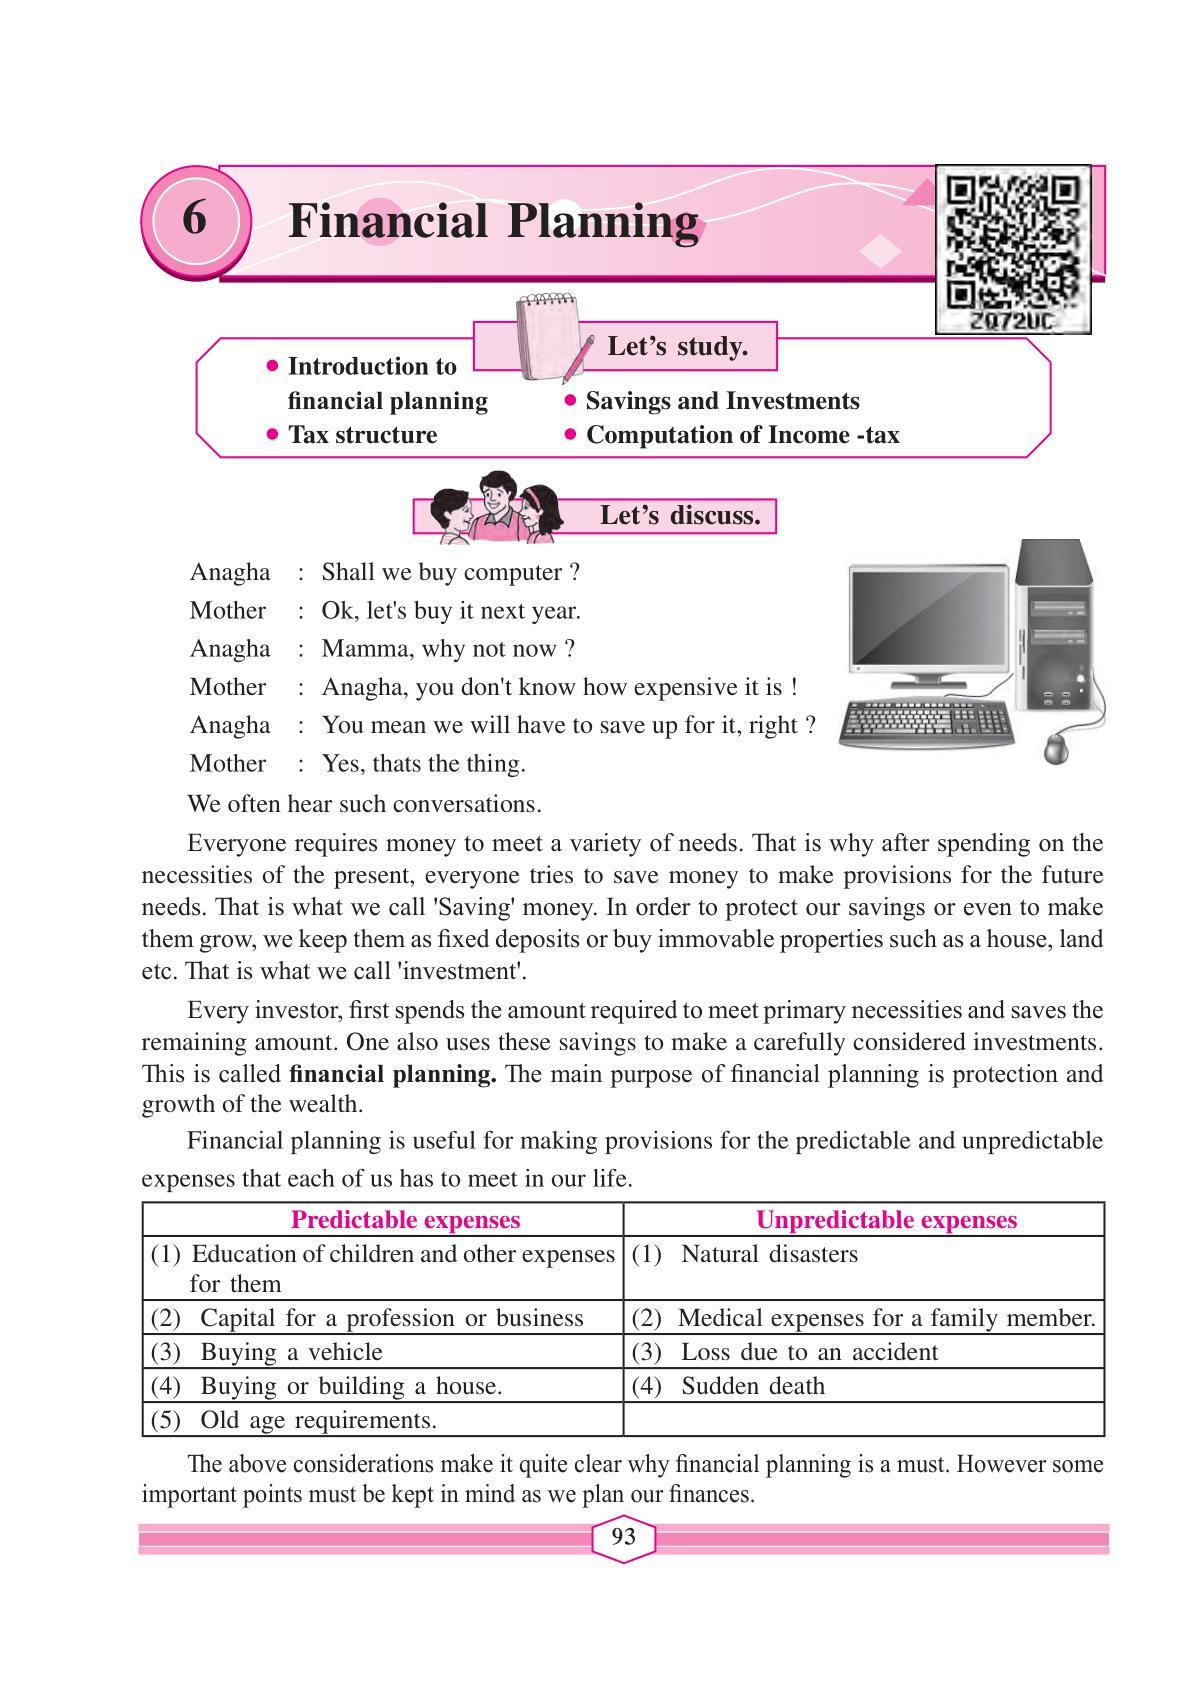 6
Financial Planning
ZQ72UC
Let’s study.
• Introduction to
financial planning
• Savings and Investments
• Tax structure
• Computation of Income -tax
Let’s discuss.
Anagha : Shall we buy computer ?
Mother : Ok, let's buy it next year.
Anagha : Mamma, why not now ?
Mother : Anagha, you don't know how expensive it is !
Anagha : You mean we will have to save up for it, right ?
Mother : Yes, thats the thing.
We often hear such conversations.
Everyone requires money to meet a variety of needs. That is why after spending on the
necessities of the present, everyone tries to save money to make provisions for the future
needs. That is what we call 'Saving' money. In order to protect our savings or even to make
them grow, we keep them as fixed deposits or buy immovable properties such as a house, land
etc. That is what we call 'investment'.
Every investor, first spends the amount required to meet primary necessities and saves the
remaining amount. One also uses these savings to make a carefully considered investments.
This is called financial planning. The main purpose of financial planning is protection and
growth of the wealth.
Financial planning is useful for making provisions for the predictable and unpredictable
expenses that each of us has to meet in our life.
Predictable expenses Unpredictable expenses
(1) Education of children and other expenses (1) Natural disasters
for them
(2) Capital for a profession or business (2) Medical expenses for a family member.
(3) Buying a vehicle (3) Loss due to an accident
(4) Buying or building a house. (4) Sudden death
(5) Old age requirements.
The above considerations make it quite clear why financial planning is a must. However some
important points must be kept in mind as we plan our finances.
93